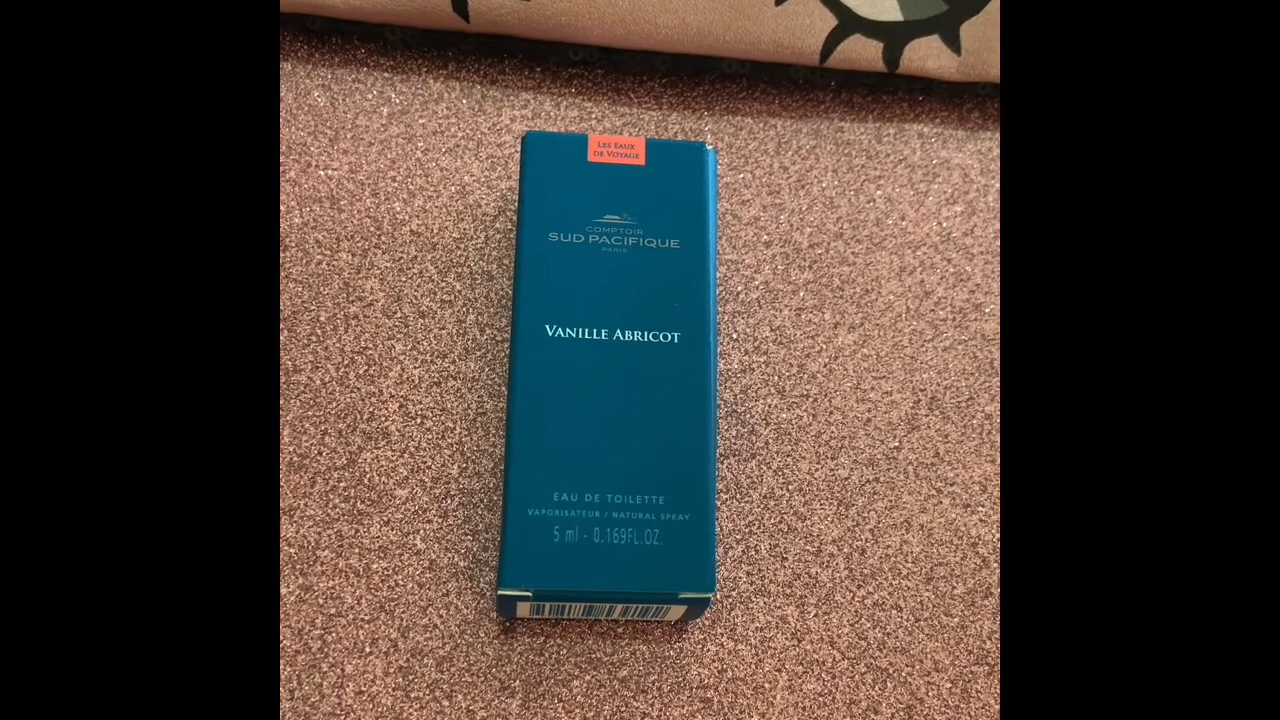 LES EAUX
DE VOYAGE
COMPTOIR
SUD PACIFIQUE
PARIS
VANILLE ABRICOT
EAU DE TOILETTE
VAPORISATEUR / NATURAL SPRAY
5 ml - 0.169FL.OZ.